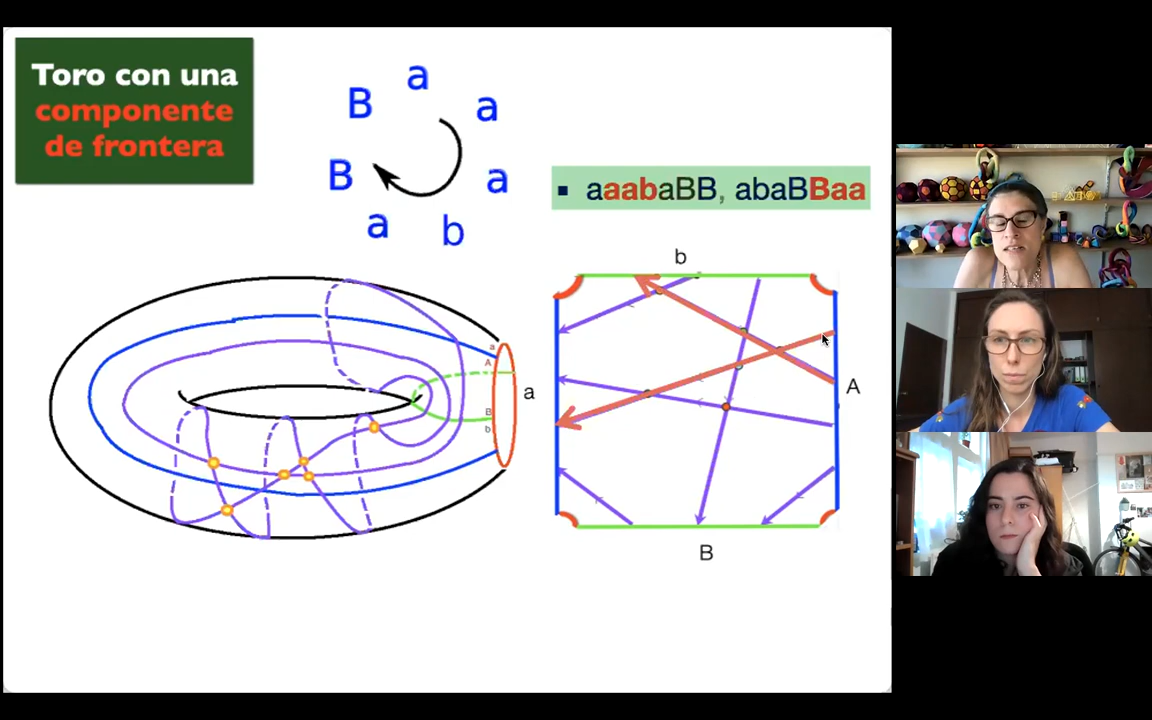 Toro con una
componente
de frontera
a
B a
B a
a b
▪ aaabaBB, abaBBaa
b
a
A
B
b
a
A
B